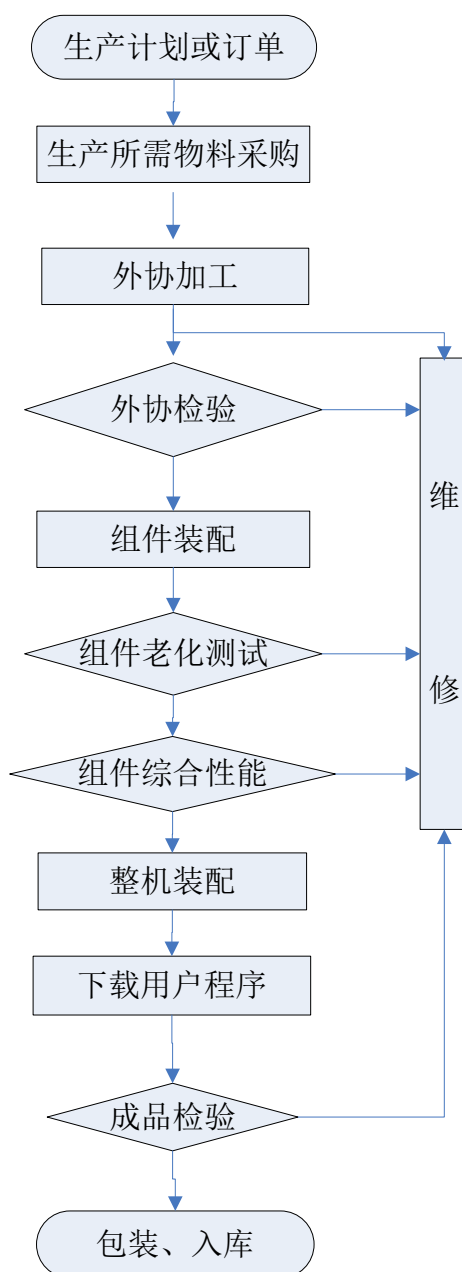 生产计划或订单
生产所需物料采购
外协加工
外协检验
组件装配
组件老化测试
组件综合性能
整机装配
下载用户程序
成品检验
包装、入库
维
修